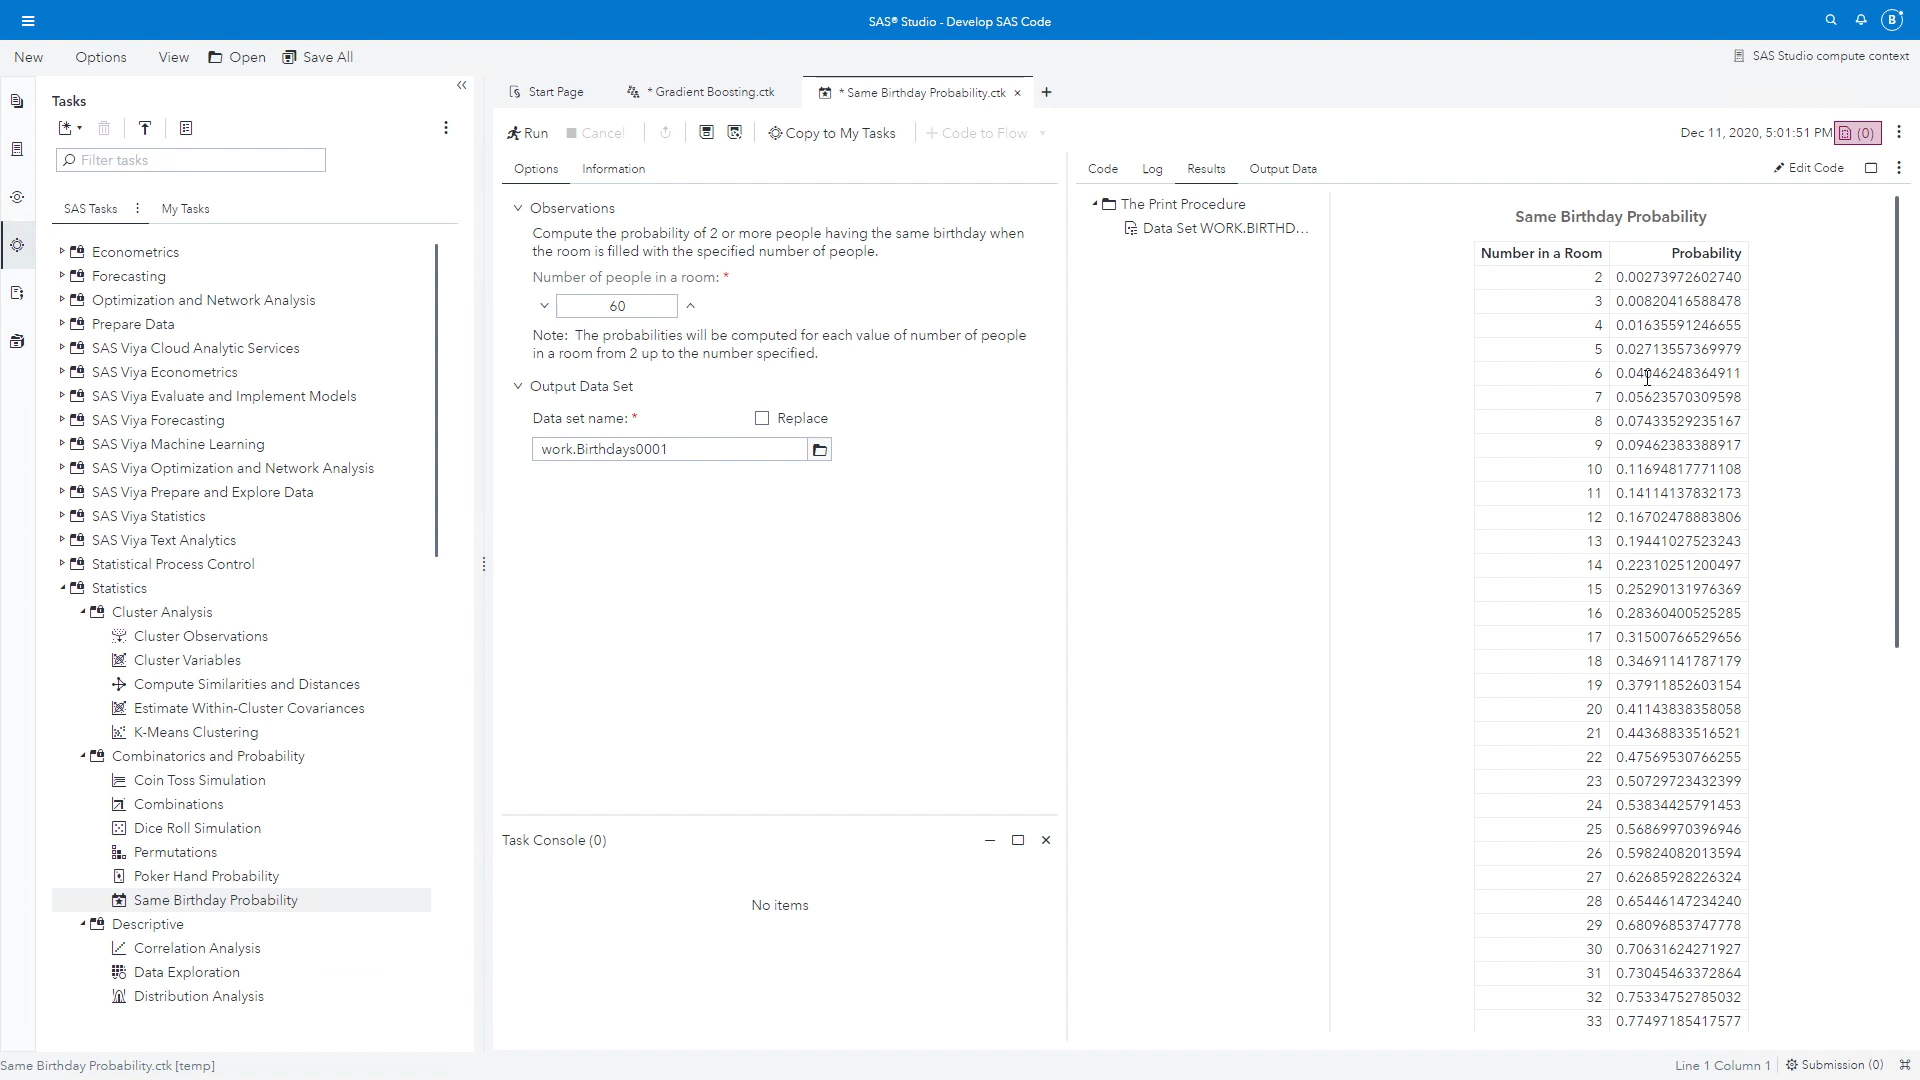 SAS® Studio - Develop SAS Code
B
New
Options
View
Open
Save All
SAS Studio compute context
Tasks
Filter tasks
SAS Tasks
My Tasks
Econometrics
Forecasting
Optimization and Network Analysis
Prepare Data
SAS Viya Cloud Analytic Services
SAS Viya Econometrics
SAS Viya Evaluate and Implement Models
SAS Viya Forecasting
SAS Viya Machine Learning
SAS Viya Optimization and Network Analysis
SAS Viya Prepare and Explore Data
SAS Viya Statistics
SAS Viya Text Analytics
Statistical Process Control
Statistics
Cluster Analysis
Cluster Observations
Cluster Variables
Compute Similarities and Distances
Estimate Within-Cluster Covariances
K-Means Clustering
Combinatorics and Probability
Coin Toss Simulation
Combinations
Dice Roll Simulation
Permutations
Poker Hand Probability
Same Birthday Probability
Descriptive
Correlation Analysis
Data Exploration
Distribution Analysis
Start Page
* Gradient Boosting.ctk
* Same Birthday Probability.ctk
Run
Cancel
Copy to My Tasks
Code to Flow
Dec 11, 2020, 5:01:51 PM
(0)
Options
Information
Observations
Compute the probability of 2 or more people having the same birthday when
the room is filled with the specified number of people.
Number of people in a room: *
60
Note: The probabilities will be computed for each value of number of people
in a room from 2 up to the number specified.
Output Data Set
Data set name: *
Replace
work.Birthdays0001
Task Console (0)
No items
Code
Log
Results
Output Data
Edit Code
The Print Procedure
Data Set WORK.BIRTHD...
Same Birthday Probability
Number in a Room Probability
2 0.00273972602740
3 0.00820416588478
4 0.01635591246655
5 0.02713557369979
6 0.04046248364911
7 0.05623570309598
8 0.07433529235167
9 0.09462383388917
10 0.11694817771108
11 0.14114137832173
12 0.16702478883806
13 0.19441027523243
14 0.22310251200497
15 0.25290131976369
16 0.28360400525285
17 0.31500766529656
18 0.34691141787179
19 0.37911852603154
20 0.41143838358058
21 0.44368833516521
22 0.47569530766255
23 0.50729723432399
24 0.53834425791453
25 0.56869970396946
26 0.59824082013594
27 0.62685928226324
28 0.65446147234240
29 0.68096853747778
30 0.70631624271927
31 0.73045463372864
32 0.75334752785032
33 0.77497185417577
Same Birthday Probability.ctk [temp]
Line 1 Column 1
Submission (0)